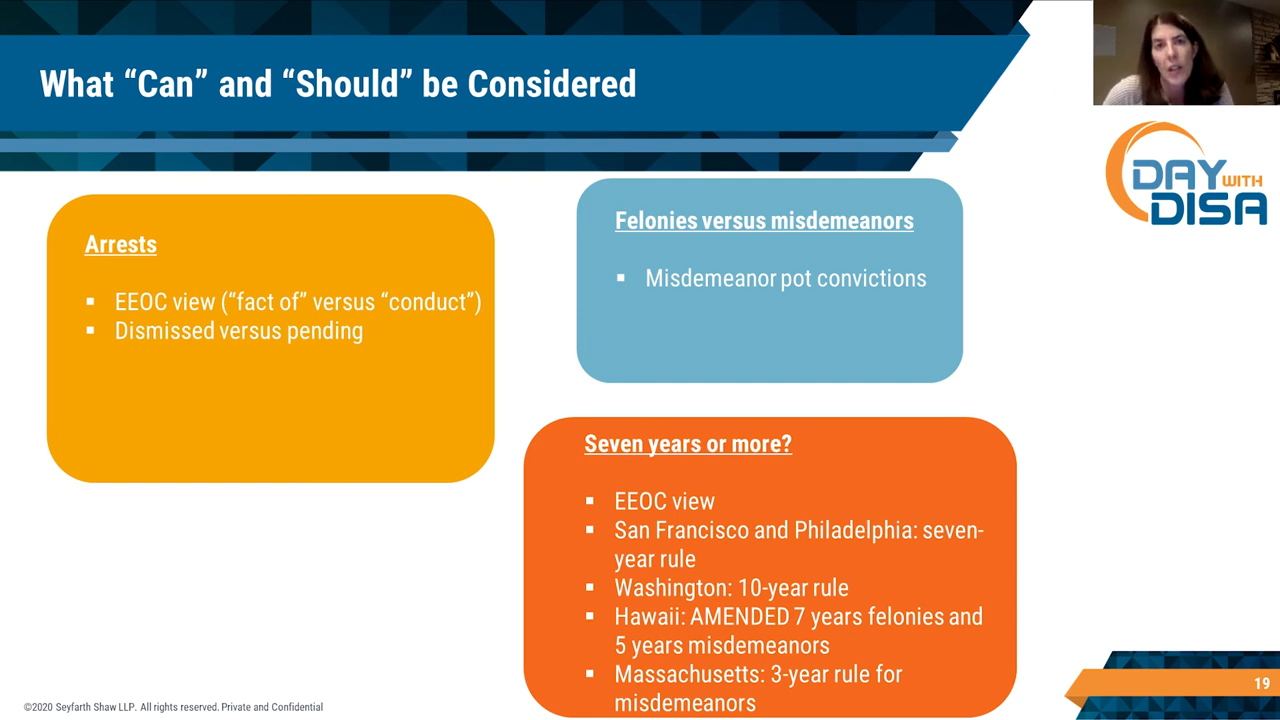 What “Can” and “Should” be Considered
DAY WITH
DISA
Arrests
▪ EEOC view (“fact of” versus “conduct”)
▪ Dismissed versus pending
Felonies versus misdemeanors
▪ Misdemeanor pot convictions
Seven years or more?
▪ EEOC view
▪ San Francisco and Philadelphia: seven-
year rule
▪ Washington: 10-year rule
▪ Hawaii: AMENDED 7 years felonies and
5 years misdemeanors
▪ Massachusetts: 3-year rule for
misdemeanors
©2020 Seyfarth Shaw LLP. All rights reserved. Private and Confidential
19